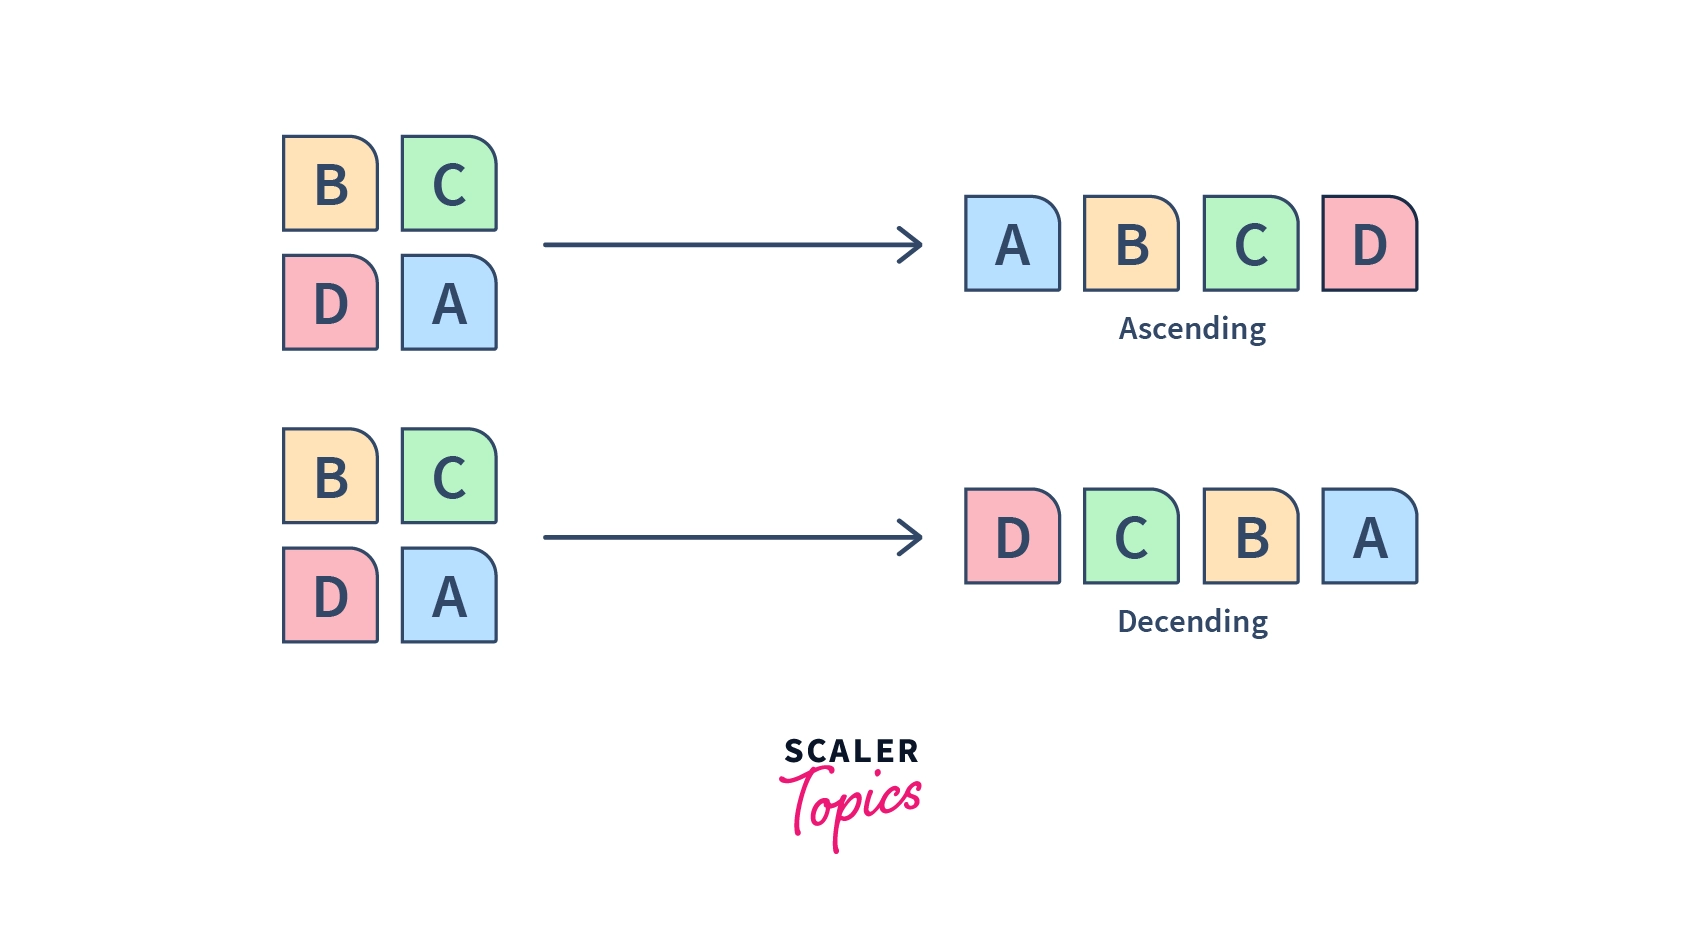 B C
D A
A B C D
Ascending
B C
D A
D C B A
Decending
SCALER
Topics